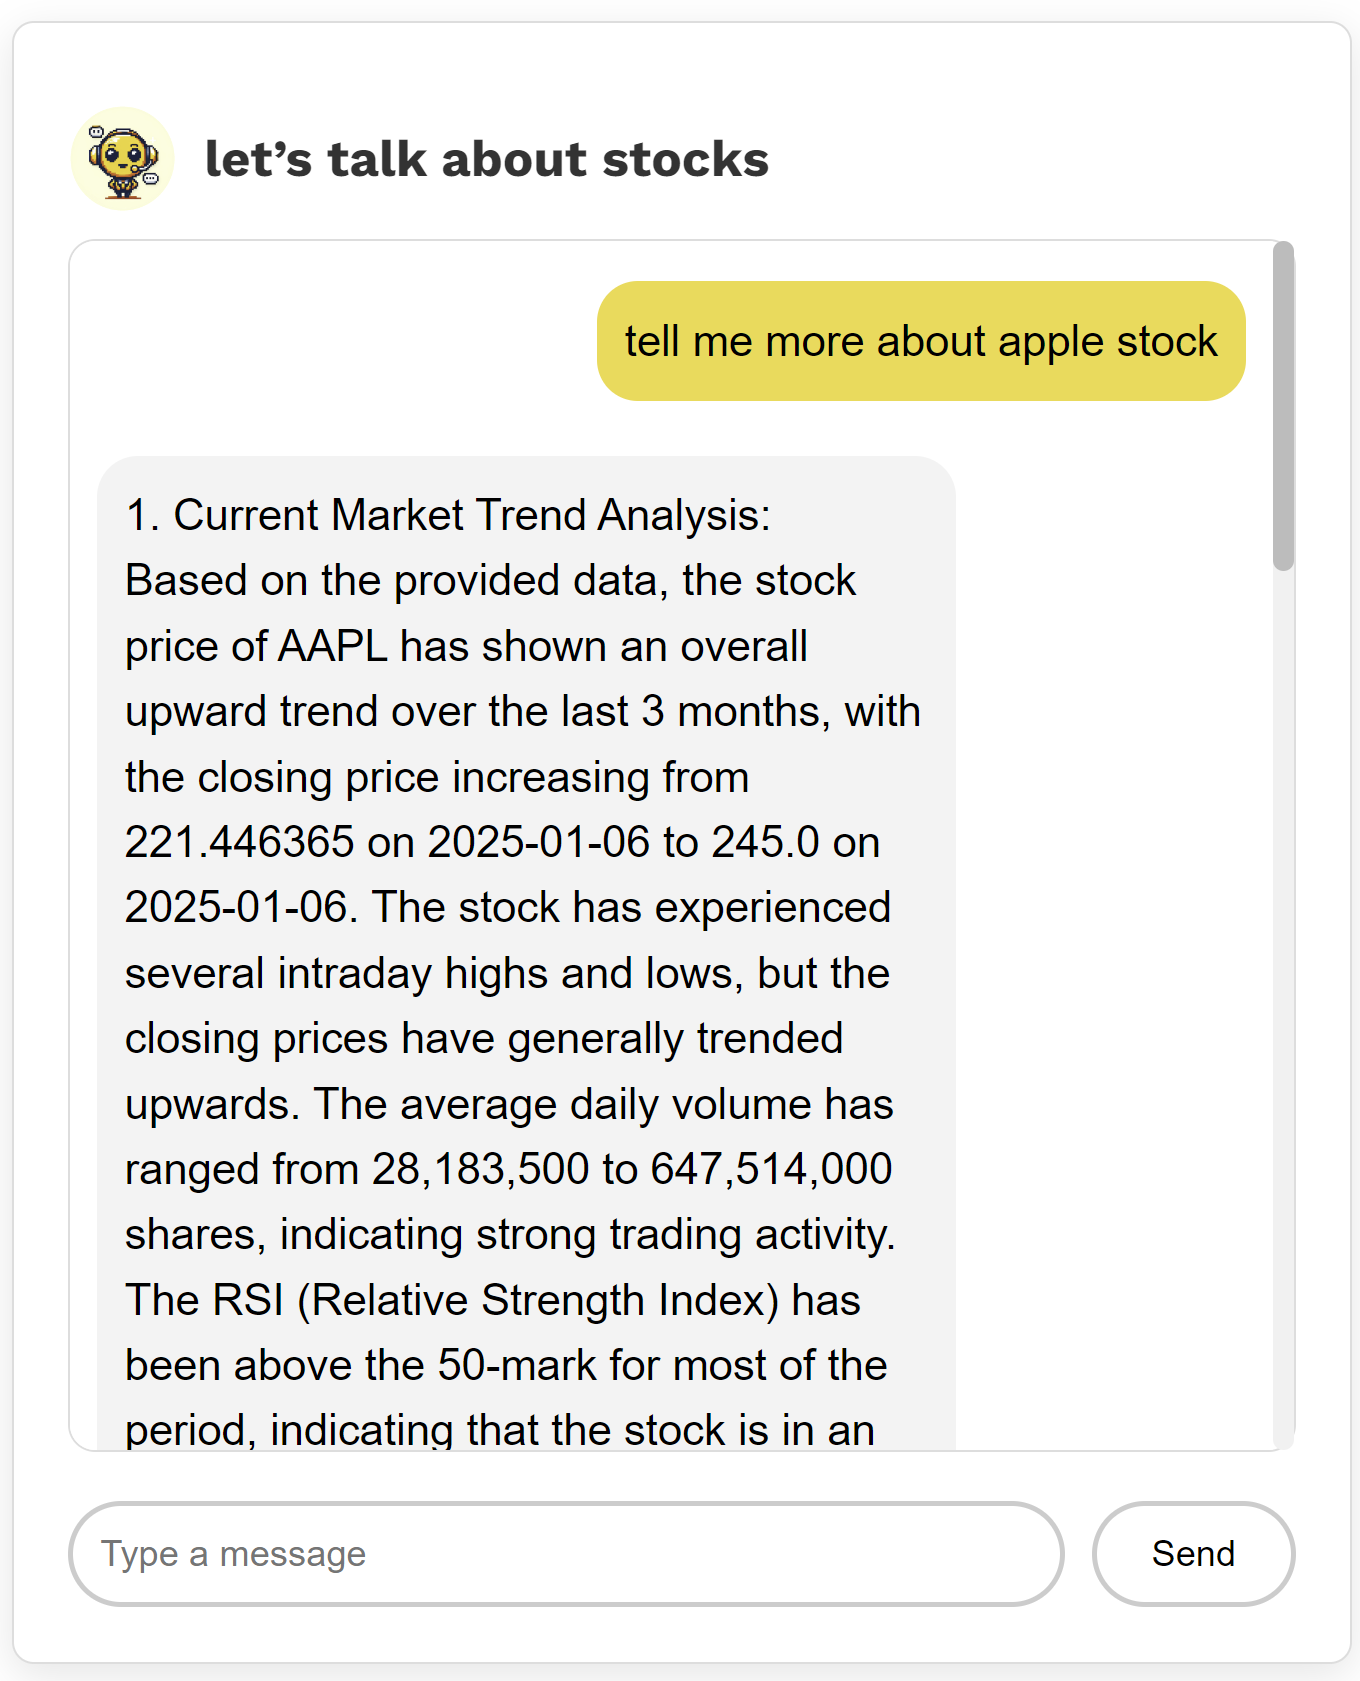 let’s talk about stocks
tell me more about apple stock
1. Current Market Trend Analysis:
Based on the provided data, the stock
price of AAPL has shown an overall
upward trend over the last 3 months, with
the closing price increasing from
221.446365 on 2025-01-06 to 245.0 on
2025-01-06. The stock has experienced
several intraday highs and lows, but the
closing prices have generally trended
upwards. The average daily volume has
ranged from 28,183,500 to 647,514,000
shares, indicating strong trading activity.
The RSI (Relative Strength Index) has
been above the 50-mark for most of the
period, indicating that the stock is in an
Type a message
Send